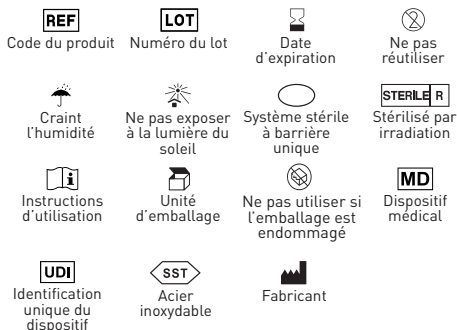 REF
LOT
Code du produit
Numéro du lot
Date
d'expiration
Ne pas
réutiliser
2
STERILE R
Craint
l'humidité
Ne pas exposer
à la lumière du
soleil
Système stérile
à barrière
unique
Stérilisé par
irradiation
i
MD
Instructions
d'utilisation
Unité
d'emballage
Ne pas utiliser si
l'emballage est
endommagé
Dispositif
médical
UDI
SST
Identification
unique du
dispositif
Acier
inoxydable
Fabricant